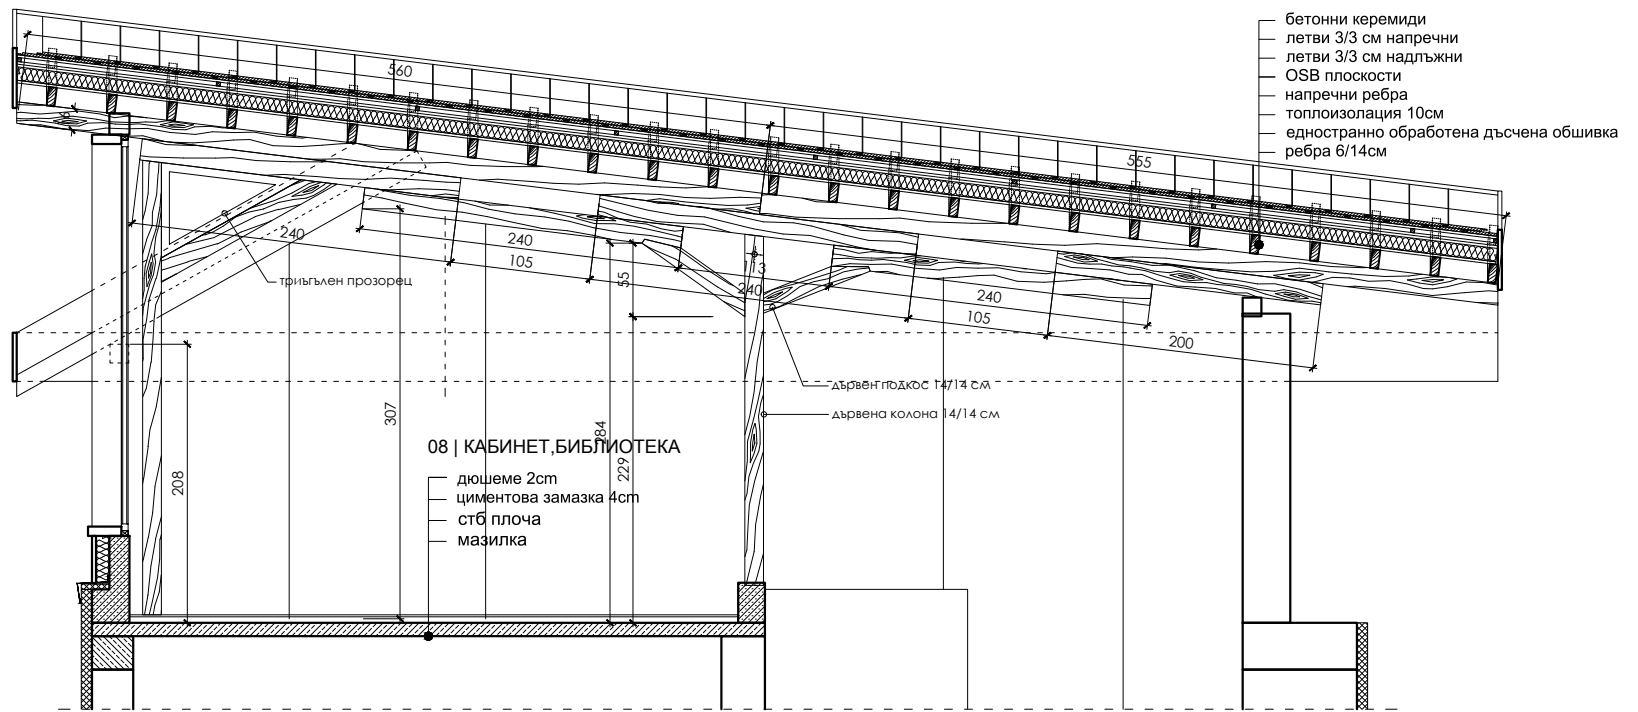 бетонни керемиди
летви 3/3 см напречни
летви 3/3 см надлъжни
OSB плоскости
напречни ребра
топлоизолация 10см
едностранно обработена дъсчена обшивка
ребра 6/14см
560
555
240
240
105
55
13
240
240
105
200
триъгълен прозорец
дървен подкос 14/14 см
дървена колона 14/14 см
307
284
229
208
08 | КАБИНЕТ,БИБЛИОТЕКА
дюшеме 2cm
циментова замазка 4cm
стб плоча
мазилка